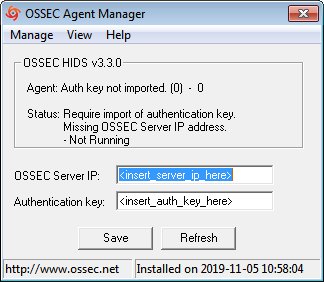 OSSEC Agent Manager
Manage View Help
OSSEC HIDS v3.3.0
Agent: Auth key not imported. (0) - 0
Status: Require import of authentication key.
Missing OSSEC Server IP address.
- Not Running
OSSEC Server IP: <insert_server_ip_here>
Authentication key: <insert_auth_key_here>
Save Refresh
http://www.ossec.net Installed on 2019-11-05 10:58:04